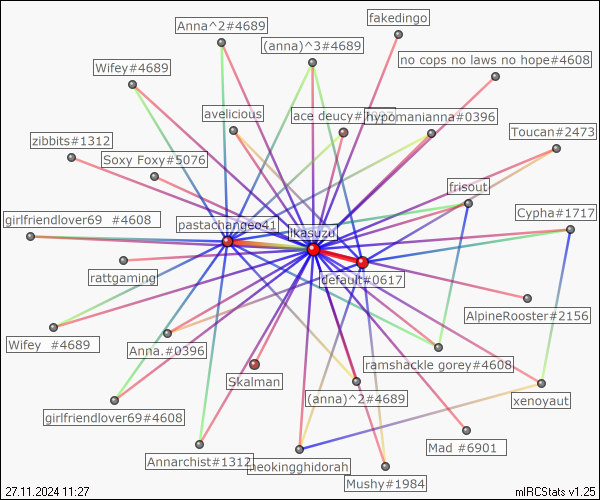 fakedingo
Anna^2#4689
(anna)^3#4689
no cops no laws no hope#4608
Wifey#4689
avelicious
ace deucy
hypomanianna#0396
Toucan#2473
zibbits#1312
Soxy Foxy#5076
frisout
girlfriendlover69 #4608
pastachangeo41
ikasuzu
Cypha#1717
rattgaming
default#0617
AlpineRooster#2156
Wifey #4689
Anna.#0396
ramshackle gorey#4608
Skalman
(anna)^2#4689
xenoyaut
girlfriendlover#4608
Mad #6901
Annarchist#1312
neokingghidorah
Mushy#1984
27.11.2024 11:27
mIRCStats v1.25